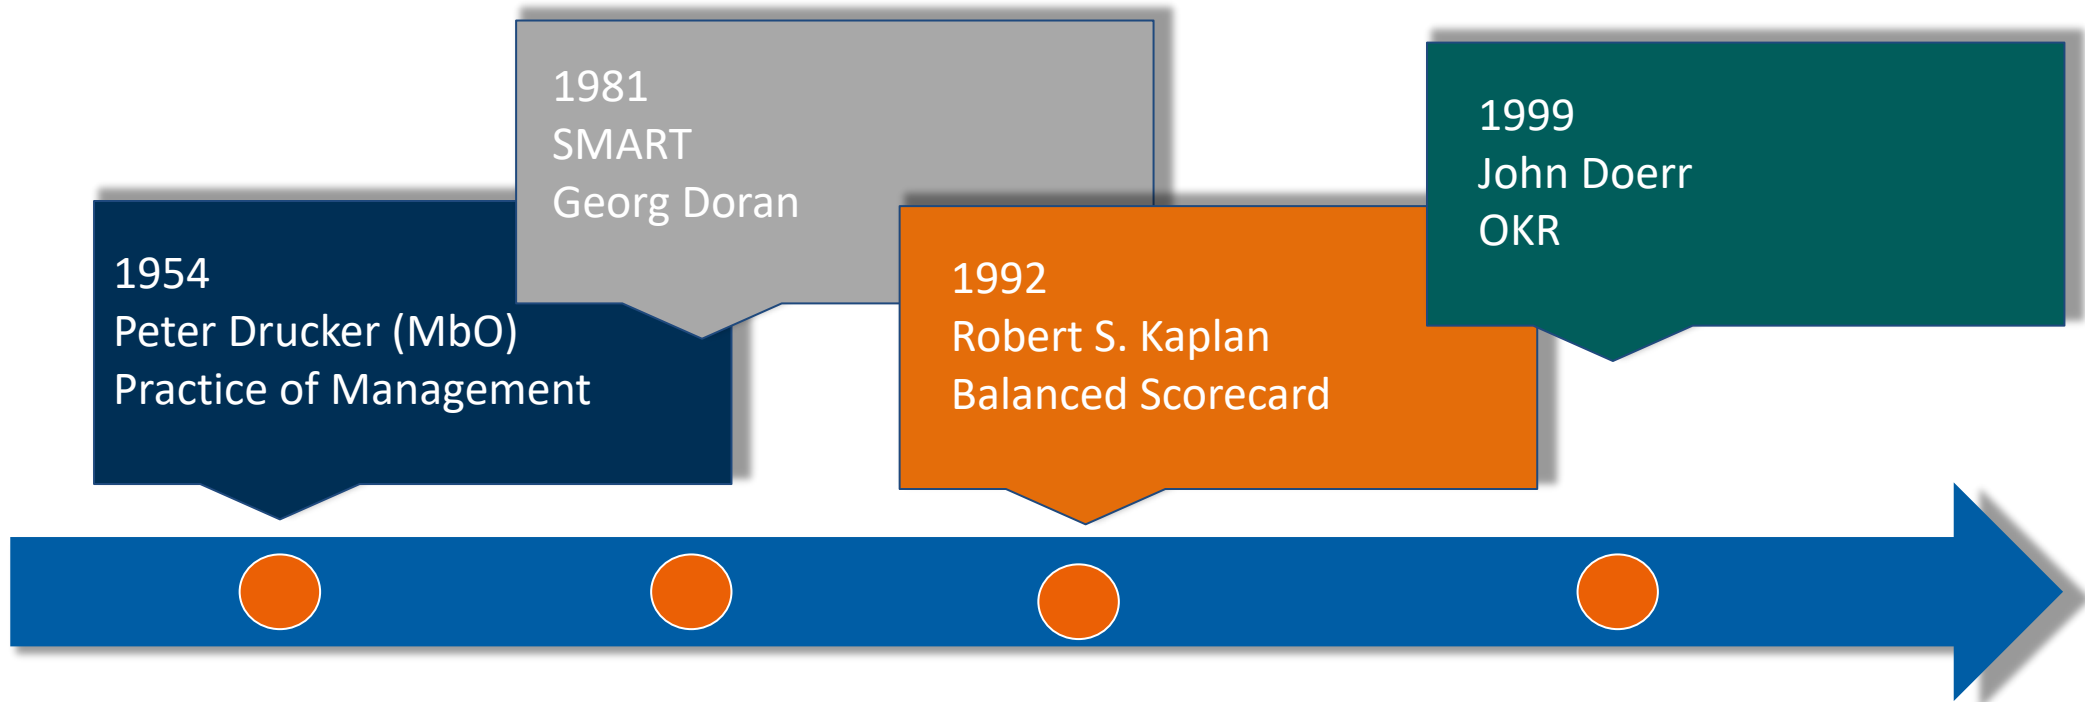 1954
Peter Drucker (MbO)
Practice of Management
1981
SMART
Georg Doran
1992
Robert S. Kaplan
Balanced Scorecard
1999
John Doerr
OKR